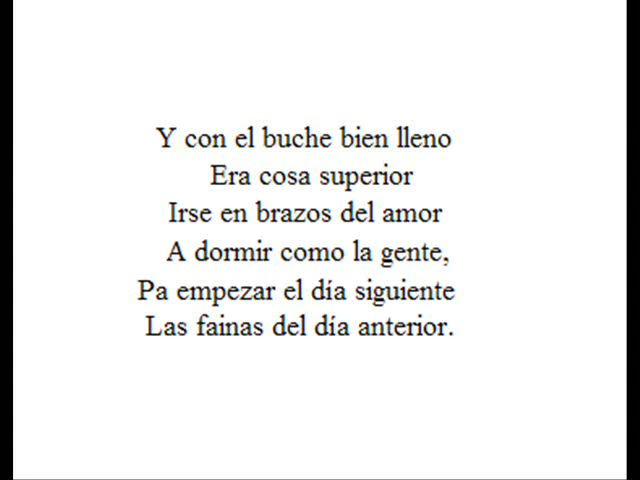 Y con el buche bien lleno
Era cosa superior
Irse en brazos del amor
A dormir como la gente,
Pa empezar el día siguiente
Las fainas del día anterior.